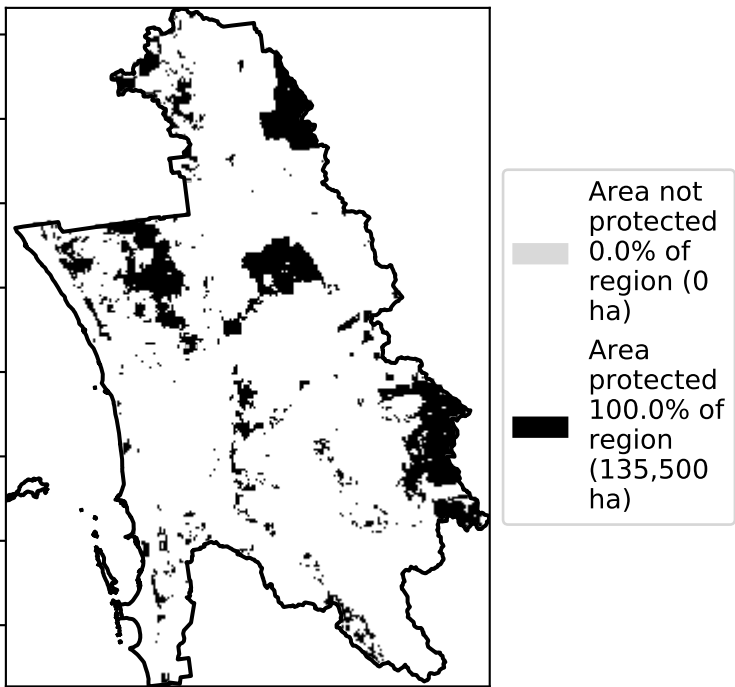 Area not
protected
0.0% of
region (0
ha)
Area
protected
100.0% of
region
(135,500
ha)